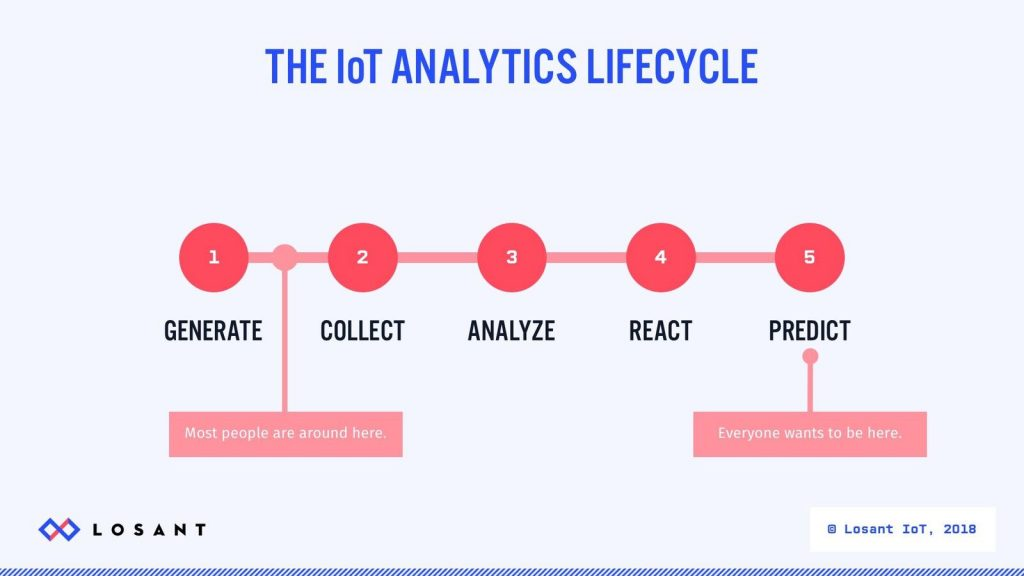 THE IoT ANALYTICS LIFECYCLE
1
2
3
4
5
GENERATE
COLLECT
ANALYZE
REACT
PREDICT
Most people are around here.
Everyone wants to be here.
LOSANT
© Losant IoT, 2018